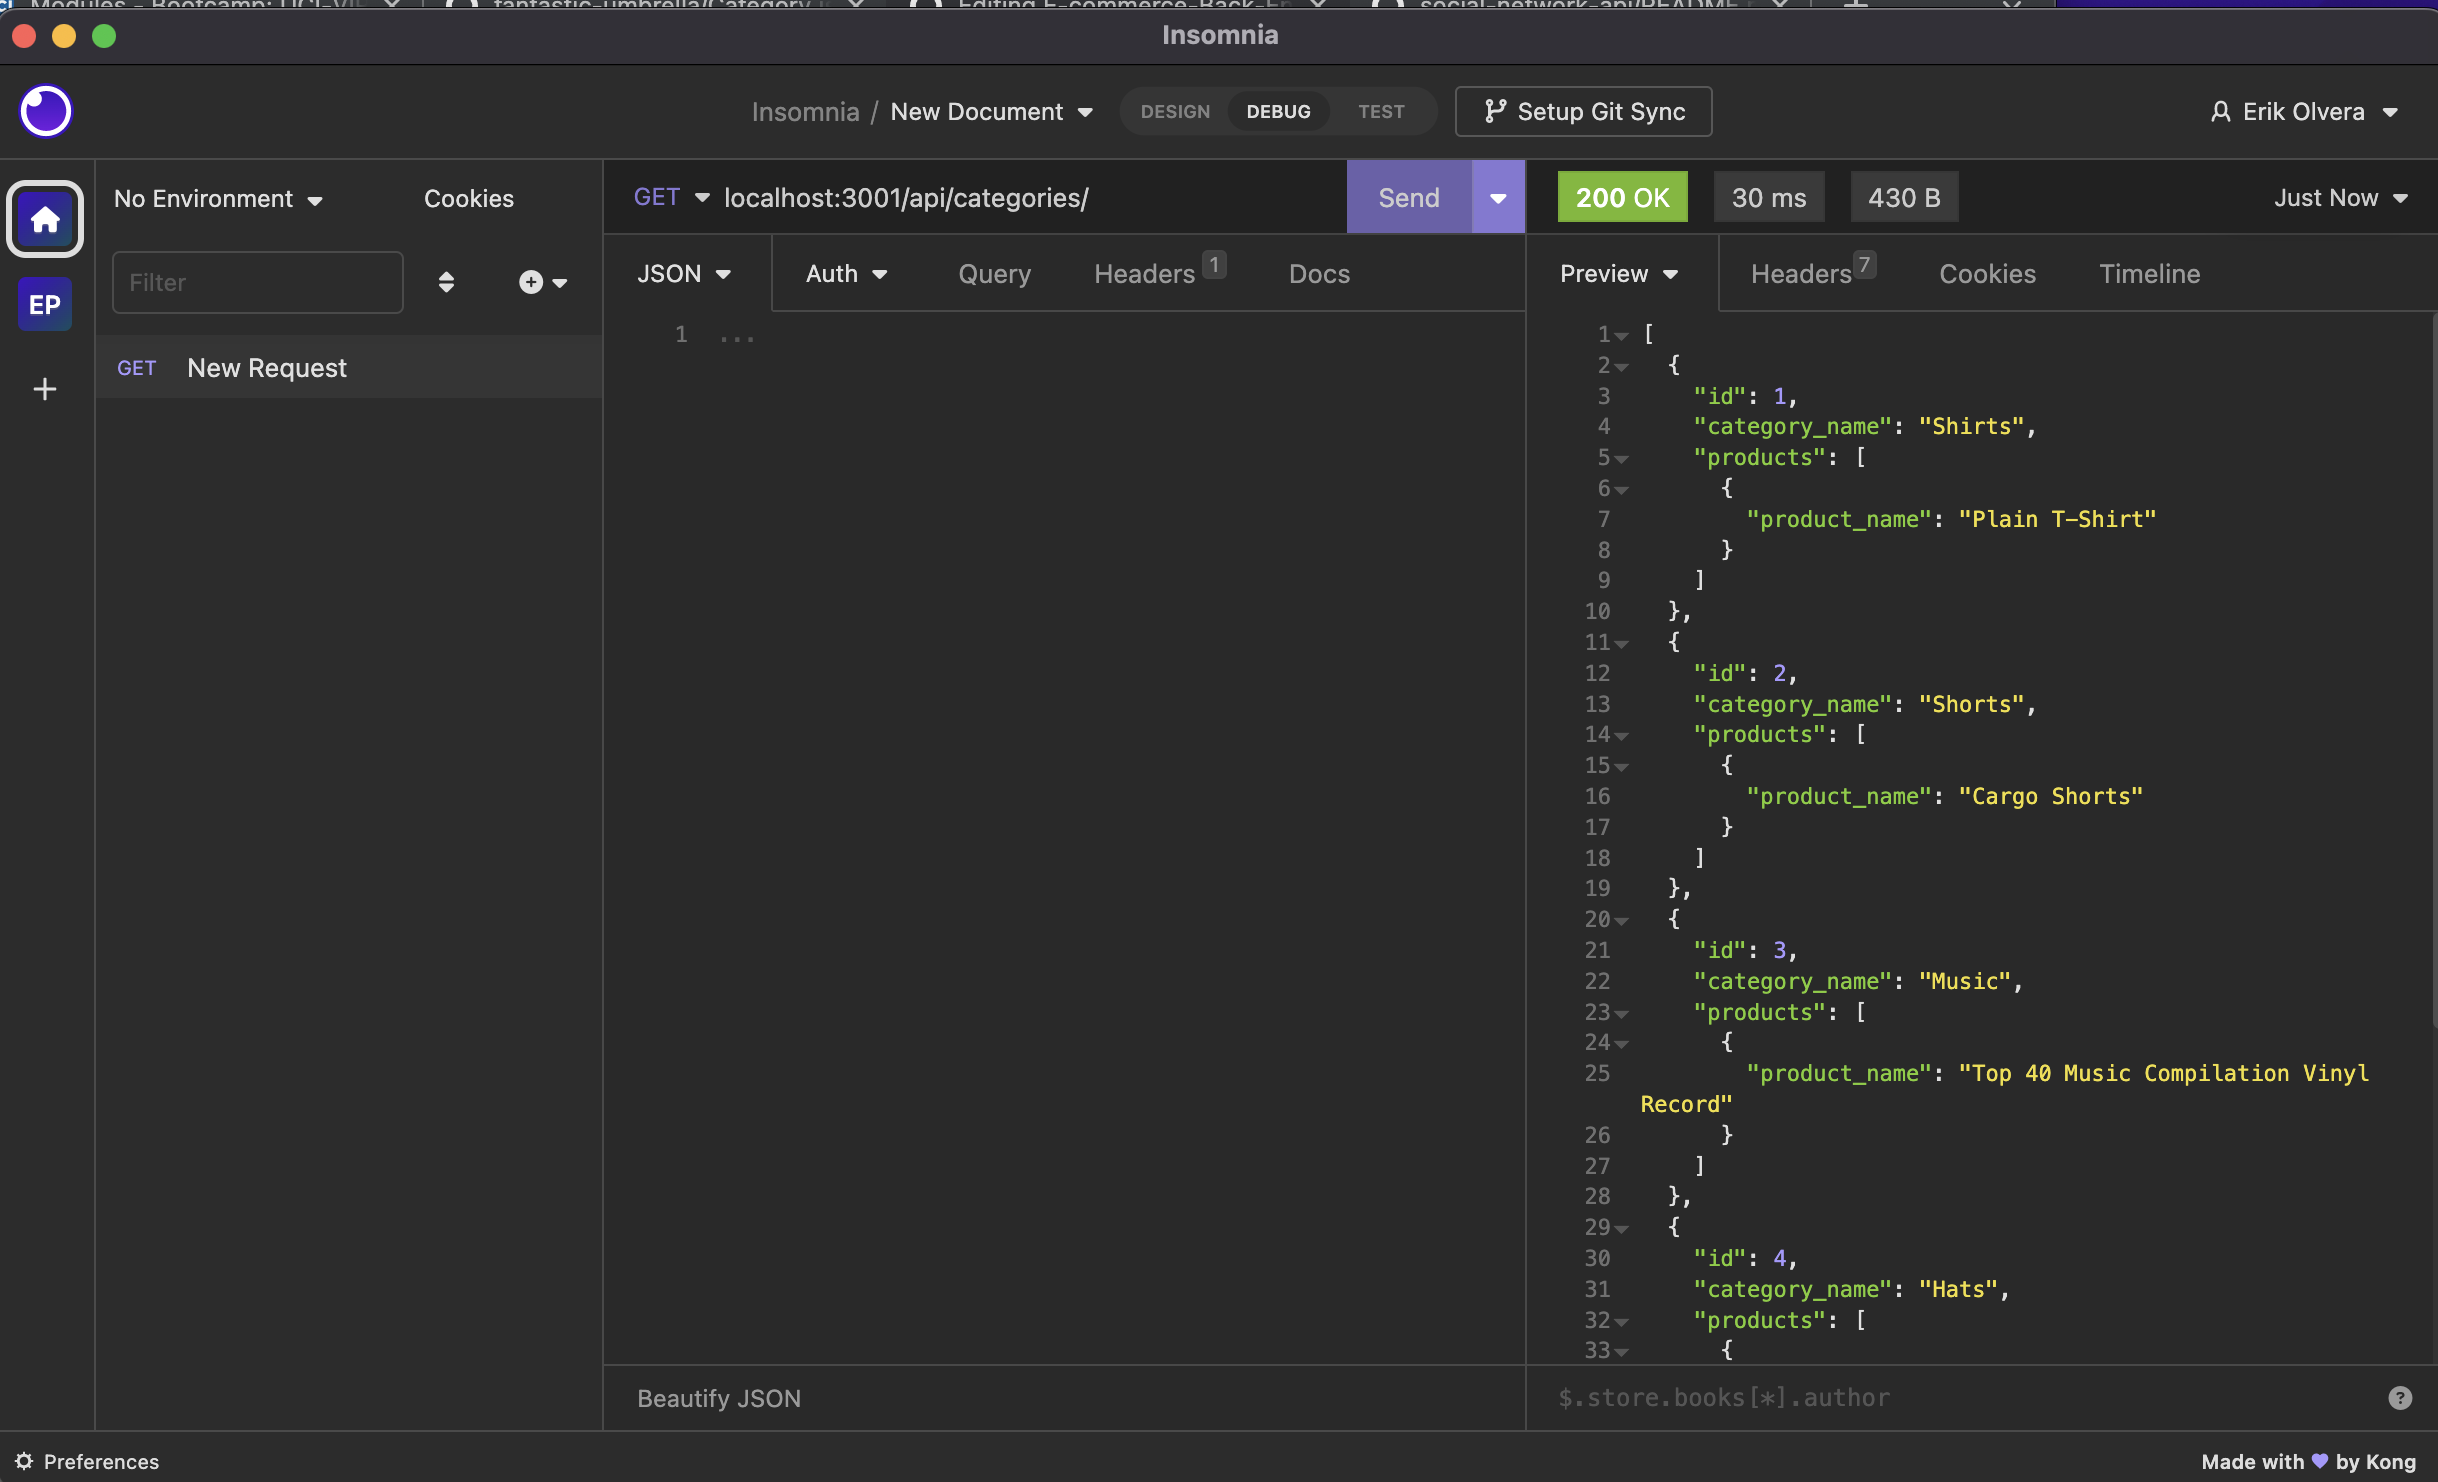 Insomnia
Insomnia / New Document
DESIGN DEBUG TEST
Setup Git Sync
Erik Olvera
No Environment
Cookies
GET localhost:3001/api/categories/
Send
200 OK
30 ms
430 B
Just Now
Filter
EP
GET New Request
JSON
Auth
Query
Headers 1
Docs
1 ...
Beautify JSON
Preview
Headers 7
Cookies
Timeline
1 [
2 {
3 "id": 1,
4 "category_name": "Shirts",
5 "products": [
6 {
7 "product_name": "Plain T-Shirt"
8 }
9 ]
10 },
11 {
12 "id": 2,
13 "category_name": "Shorts",
14 "products": [
15 {
16 "product_name": "Cargo Shorts"
17 }
18 ]
19 },
20 {
21 "id": 3,
22 "category_name": "Music",
23 "products": [
24 {
25 "product_name": "Top 40 Music Compilation Vinyl
Record"
26 }
27 ]
28 },
29 {
30 "id": 4,
31 "category_name": "Hats",
32 "products": [
33 {
$.store.books[*].author
Preferences
Made with 💜 by Kong